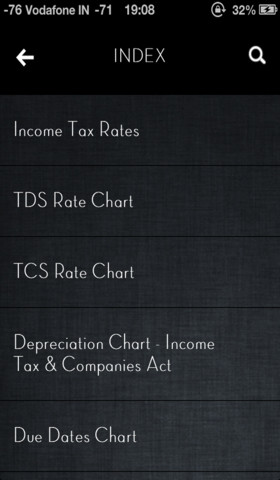 -76 Vodafone IN -71 19:08 32%
INDEX
Income Tax Rates
TDS Rate Chart
TCS Rate Chart
Depreciation Chart - Income
Tax & Companies Act
Due Dates Chart